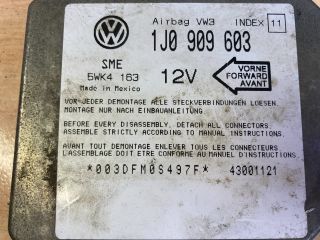 Airbag VW3 INDEX 11
1J0 909 603
SME
5WK4 163
Made in Mexico
12V
VORNE
FORWARD
AVANT
VOR JEDER DEMONTAGE ALLE STECKVERBINDUNGEN LOESEN.
MONTAGE NUR NACH EINBAUANLEITUNG.
BEFORE EVERY DISASSEMBLY, DETACH ALL CONNECTORS.
ASSEMBLE STRICTLY ACCORDING TO MANUAL INSTRUCTIONS.
AVANT TOUT DEMONTAGE ENLEVER TOUS LES CONNECTEURS
L'ASSEMBLAGE DOIT ETRE CONFORME AU MANUEL D'INSTRUCTIONS.
*003DFM0S497F* 43001121